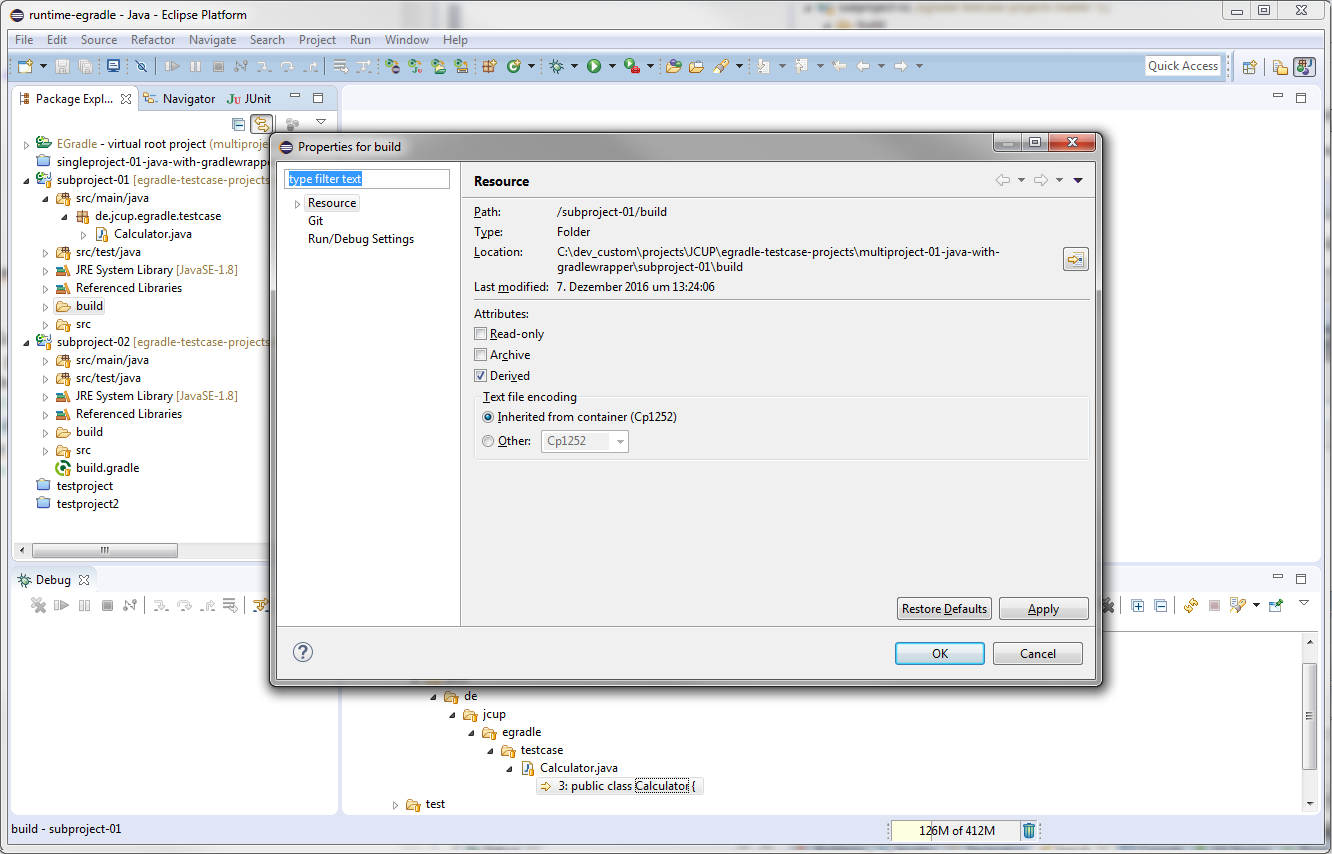 runtime-egradle - Java - Eclipse Platform
File Edit Source Refactor Navigate Search Project Run Window Help
Quick Access
Package Expl... Navigator JUnit
EGradle - virtual root project (multiproje
singleproject-01-java-with-gradlewrappe
subproject-01 [egradle-testcase-projects
src/main/java
de.jcup.egradle.testcase
Calculator.java
src/test/java
JRE System Library [JavaSE-1.8]
Referenced Libraries
build
src
subproject-02 [egradle-testcase-projects
src/main/java
src/test/java
JRE System Library [JavaSE-1.8]
Referenced Libraries
build
src
build.gradle
testproject
testproject2
Properties for build
type filter text
Resource
Git
Run/Debug Settings
Resource
Path: /subproject-01/build
Type: Folder
Location: C:\dev_custom\projects\JCUP\egradle-testcase-projects\multiproject-01-java-with-
gradlewrapper\subproject-01\build
Last modified: 7. Dezember 2016 um 13:24:06
Attributes:
Read-only
Archive
Derived
Text file encoding
Inherited from container (Cp1252)
Other: Cp1252
Restore Defaults Apply
OK Cancel
Debug
de
jcup
egradle
testcase
Calculator.java
3: public class Calculator {
test
build - subproject-01
126M of 412M